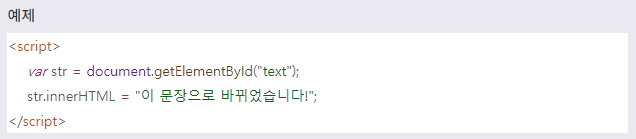 예제
<script>
var str = document.getElementById("text");
str.innerHTML = "이 문장으로 바뀌었습니다!";
</script>